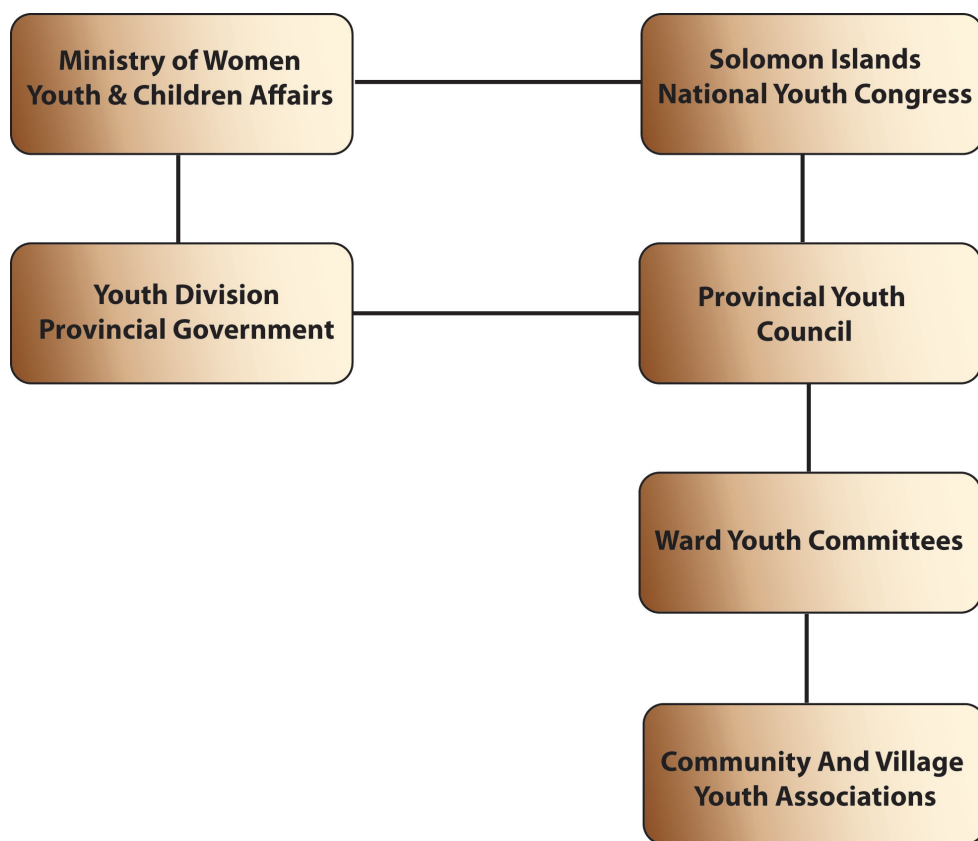 Ministry of Women
Youth & Children Affairs
Solomon Islands
National Youth Congress
Youth Division
Provincial Government
Provincial Youth
Council
Ward Youth Committees
Community And Village
Youth Associations